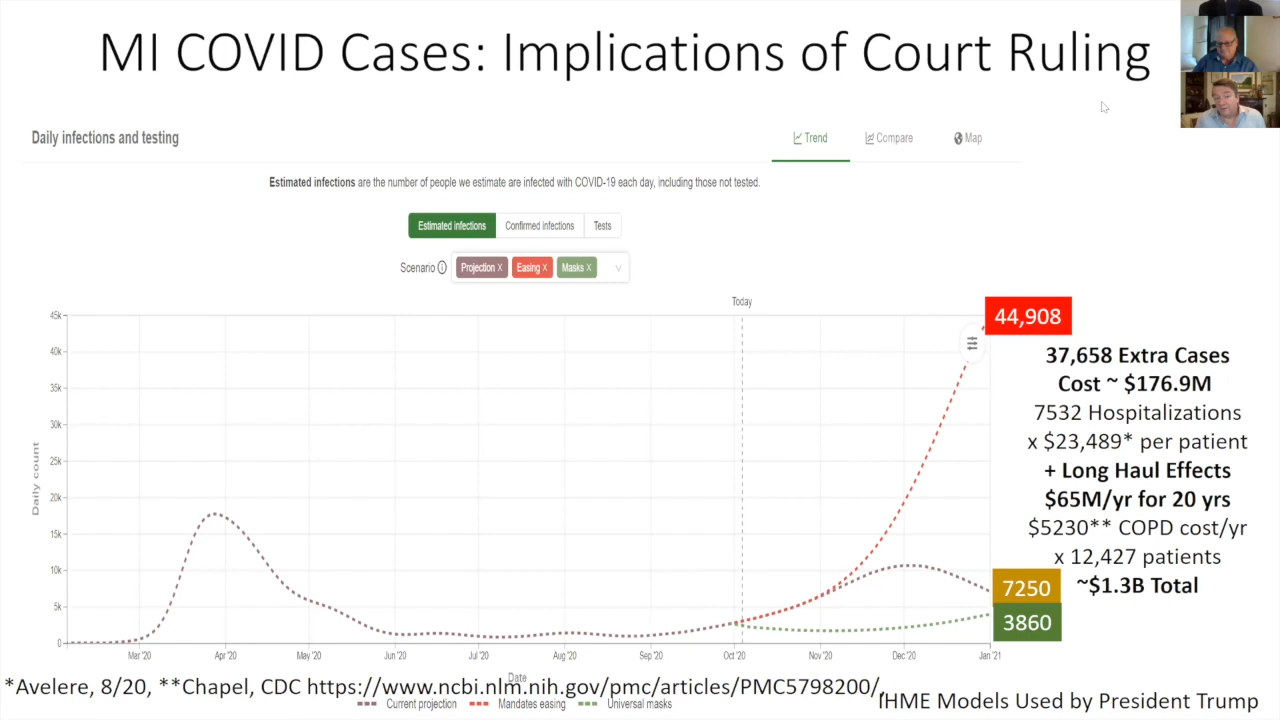 MI COVID Cases: Implications of Court Ruling
Daily infections and testing
Trend
Compare
Map
Estimated infections are the number of people we estimate are infected with COVID-19 each day, including those not tested.
Estimated infections
Confirmed infections
Tests
Scenario
Projection X
Easing X
Masks X
Today
45k
40k
35k
30k
25k
20k
15k
10k
5k
0
Daily count
Mar '20
Apr '20
May '20
Jun '20
Jul '20
Aug '20
Sep '20
Oct '20
Nov '20
Dec '20
Jan '21
Date
Current projection
Mandates easing
Universal masks
44,908
7250
3860
37,658 Extra Cases
Cost ~ $176.9M
7532 Hospitalizations
x $23,489* per patient
+ Long Haul Effects
$65M/yr for 20 yrs
$5230** COPD cost/yr
x 12,427 patients
~$1.3B Total
*Avelere, 8/20, **Chapel, CDC https://www.ncbi.nlm.nih.gov/pmc/articles/PMC5798200/,
IHME Models Used by President Trump